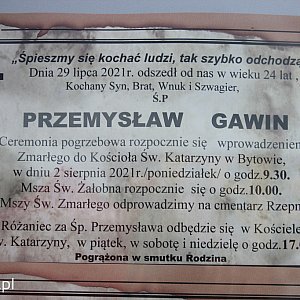 „Śpieszmy się kochać ludzi, tak szybko odchodzą
Dnia 29 lipca 2021r. odszedł od nas w wieku 24 lat ,
Kochany Syn, Brat, Wnuk i Szwagier,
Ś.P
PRZEMYSŁAW GAWIN
Ceremonia pogrzebowa rozpocznie się wprowadzeniem
Zmarłego do Kościoła Św. Katarzyny w Bytowie,
w dniu 2 sierpnia 2021r./poniedziałek/ o godz.9.30.
Msza Św. Żałobna rozpocznie się o godz.10.00.
Mszy Św. Zmarłego odprowadzimy na cmentarz Rzepn
Różaniec za Śp. Przemysława odbędzie się w Kościele
w. Katarzyny, w piątek, w sobotę i niedzielę o godz.17.0
Pogrążona w smutku Rodzina
.pl